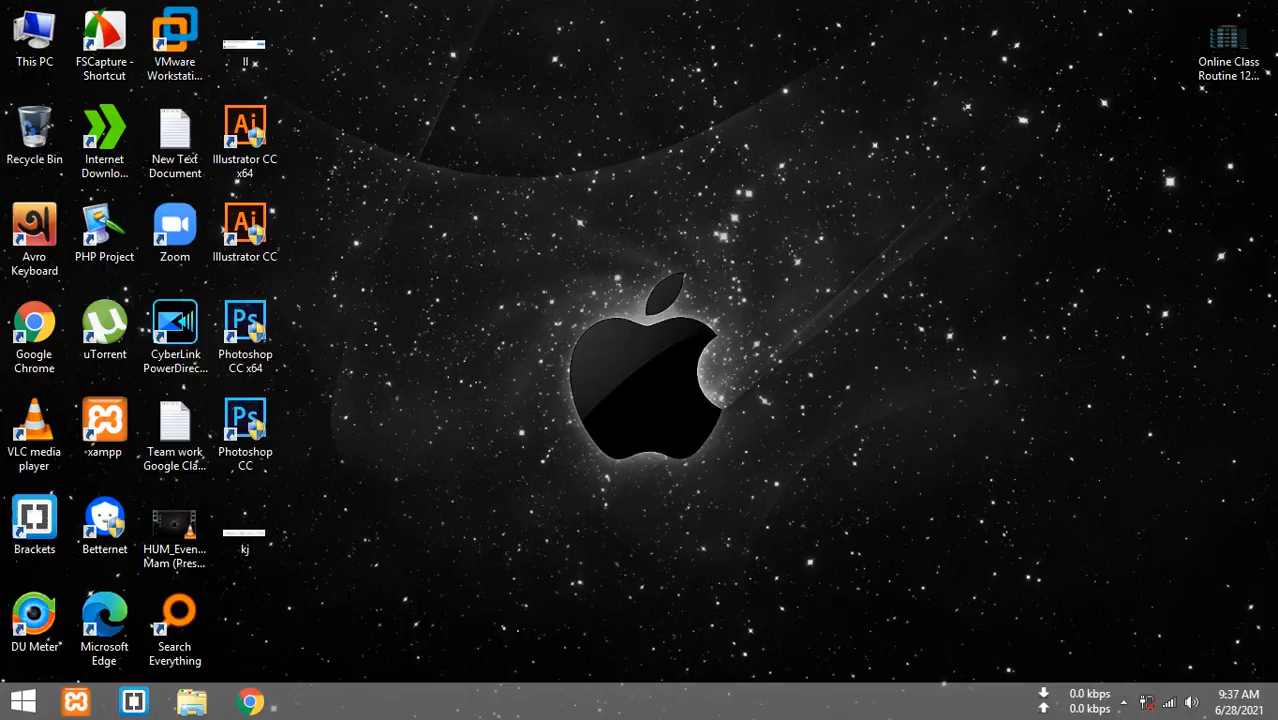 This PC
FSCapture -
Shortcut
VMware
Workstati...
ll
Online Class
Routine 12...
Recycle Bin
Internet
Downlo...
New Text
Document
Illustrator CC
x64
Avro
Keyboard
PHP Project
Zoom
Illustrator CC
Google
Chrome
uTorrent
CyberLink
PowerDirec...
Photoshop
CC x64
VLC media
player
xampp
Team work
Google Cla...
Photoshop
CC
Brackets
Betternet
HUM_Even...
Mam (Pres...
kj
DU Meter
Microsoft
Edge
Search
Everything
0.0 kbps
0.0 kbps
9:37 AM
6/28/2021